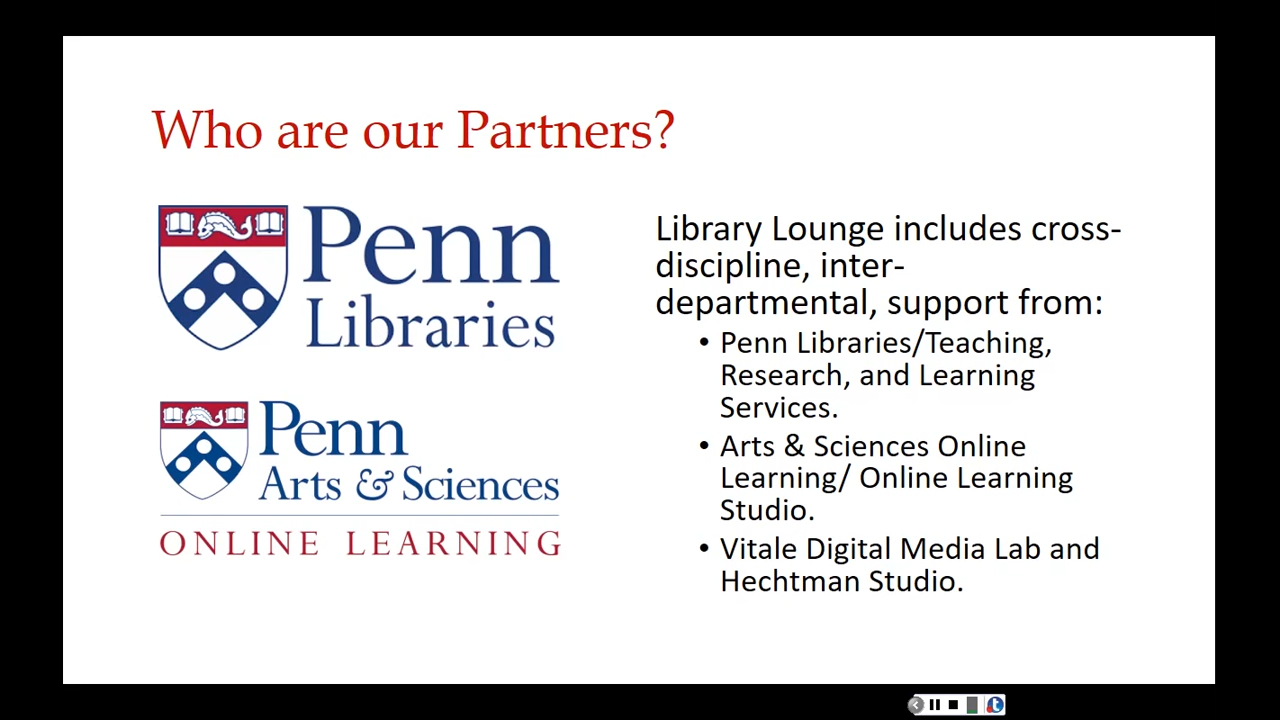 Who are our Partners?
Penn
Libraries
Penn
Arts & Sciences
ONLINE LEARNING
Library Lounge includes cross-
discipline, inter-
departmental, support from:
• Penn Libraries/Teaching,
Research, and Learning
Services.
• Arts & Sciences Online
Learning/ Online Learning
Studio.
• Vitale Digital Media Lab and
Hechtman Studio.